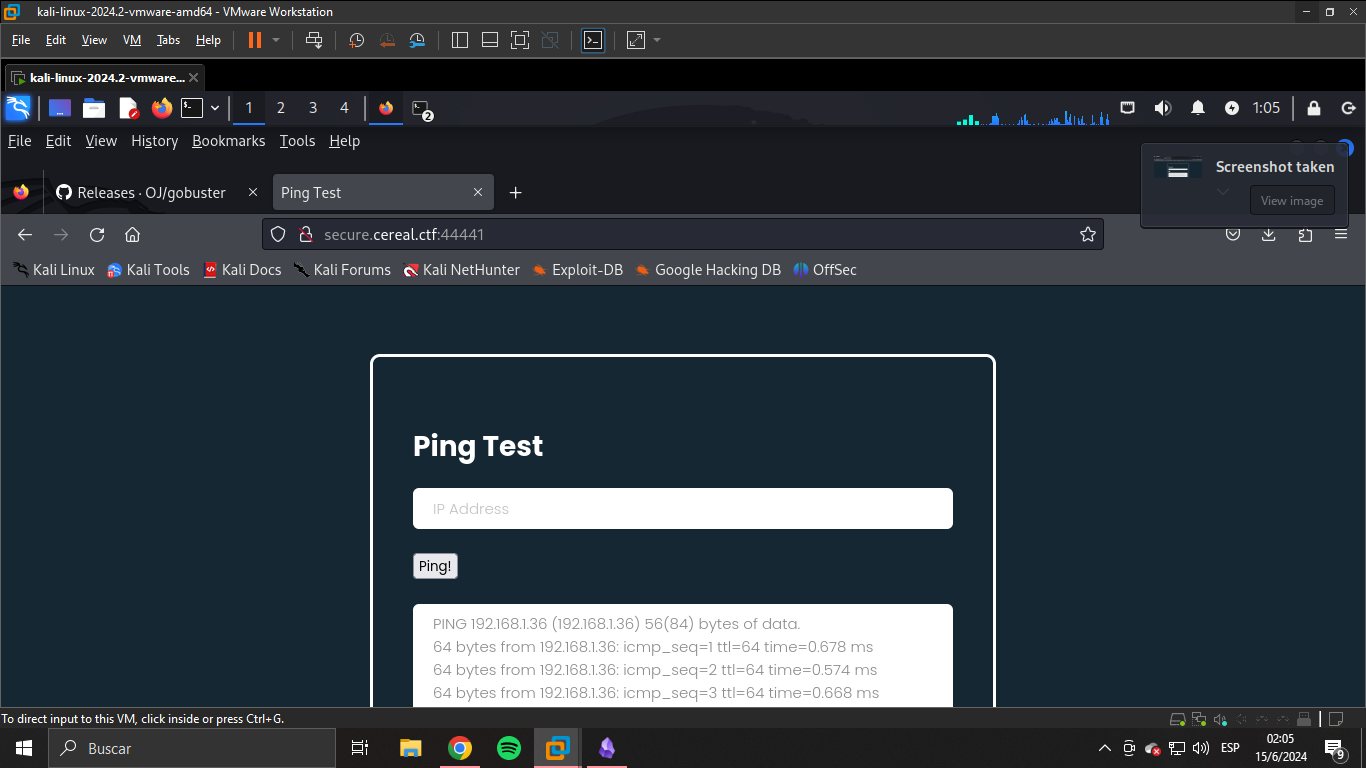 kali-linux-2024.2-vmware-amd64 - VMware Workstation
File Edit View VM Tabs Help
kali-linux-2024.2-vmware...
1 2 3 4 2 1:05
File Edit View History Bookmarks Tools Help
Screenshot taken
View image
Releases · OJ/gobuster
Ping Test
secure.cereal.ctf:44441
Kali Linux Kali Tools Kali Docs Kali Forums Kali NetHunter Exploit-DB Google Hacking DB OffSec
Ping Test
IP Address
Ping!
PING 192.168.1.36 (192.168.1.36) 56(84) bytes of data.
64 bytes from 192.168.1.36: icmp_seq=1 ttl=64 time=0.678 ms
64 bytes from 192.168.1.36: icmp_seq=2 ttl=64 time=0.574 ms
64 bytes from 192.168.1.36: icmp_seq=3 ttl=64 time=0.668 ms
To direct input to this VM, click inside or press Ctrl+G.
Buscar
ESP
02:05
15/6/2024
9